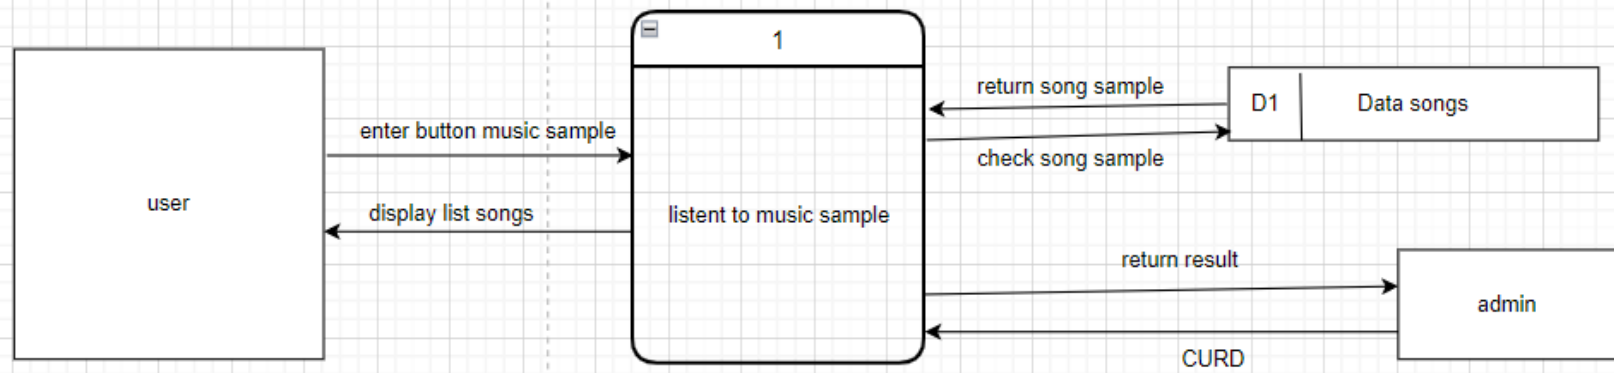 1
return song sample
D1
Data songs
enter button music sample
check song sample
user
display list songs
listent to music sample
return result
admin
CURD